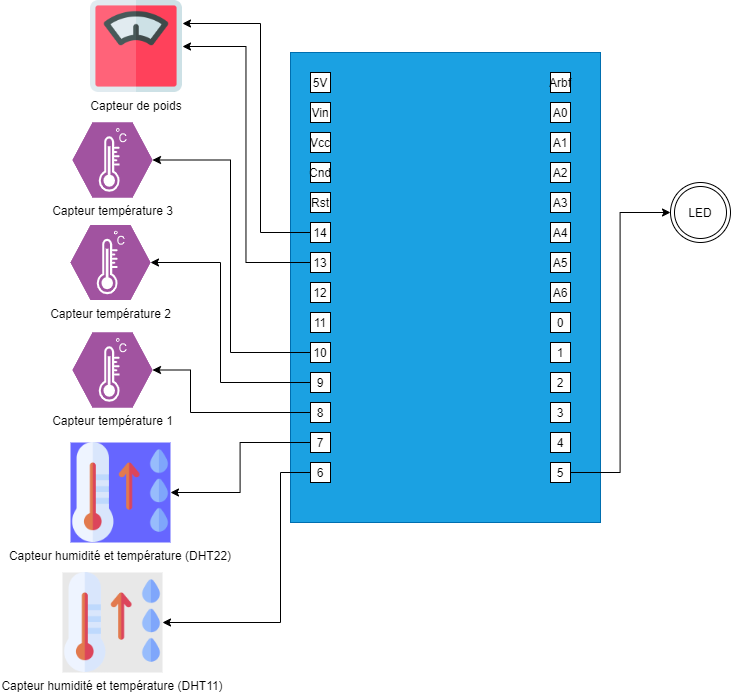 Capteur de poids
°C
Capteur température 3
°C
Capteur température 2
°C
Capteur température 1
Capteur humidité et température (DHT22)
Capteur humidité et température (DHT11)
5V
Vin
Vcc
Cnd
Rst
14
13
12
11
10
9
8
7
6
Arbf
A0
A1
A2
A3
A4
A5
A6
0
1
2
3
4
5
LED